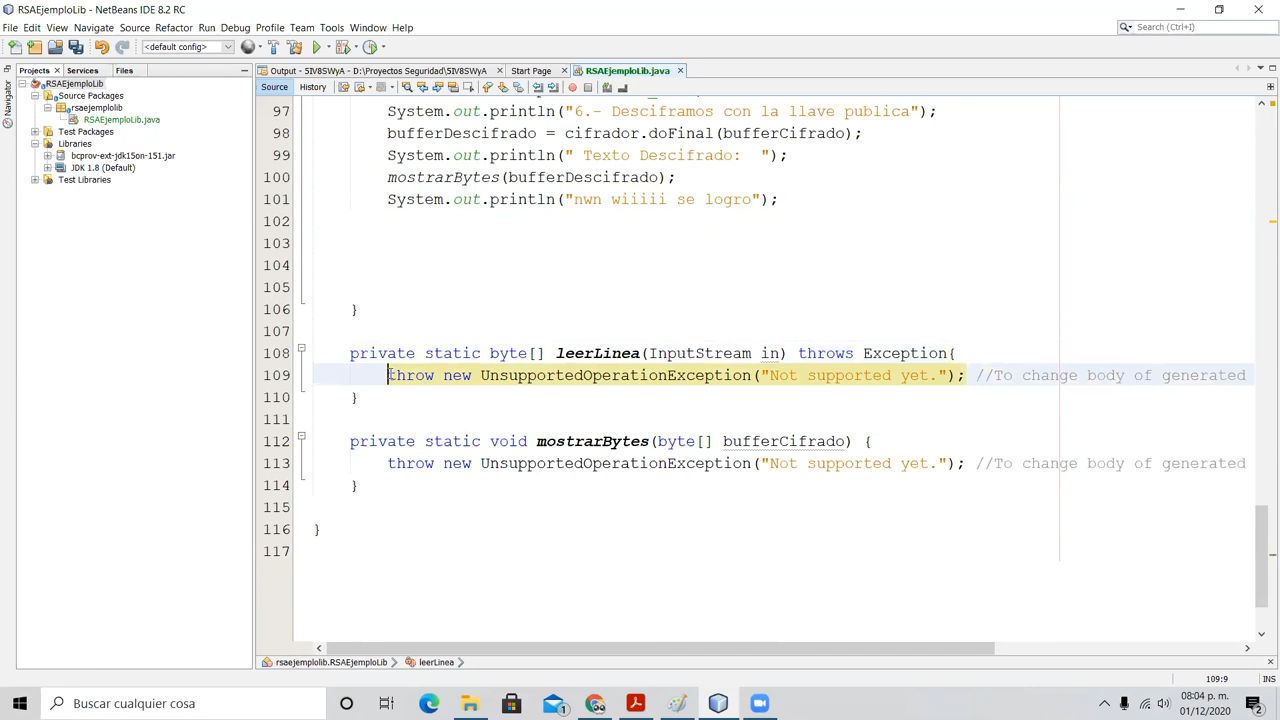 RSAEjemploLib - NetBeans IDE 8.2 RC
File Edit View Navigate Source Refactor Run Debug Profile Team Tools Window Help
Search (Ctrl+I)
<default config>
Projects Services Files
Output - 5IV8SWyA - D:\Proyectos Seguridad\5IV8SWyA Start Page RSAEjemploLib.java
Navigator
RSAEjemploLib
Source Packages
rsaejemplolib
RSAEjemploLib.java
Test Packages
Libraries
bcprov-ext-jdk15on-151.jar
JDK 1.8 (Default)
Test Libraries
Source History
97 System.out.println("6.- Desciframos con la llave publica");
98 bufferDescifrado = cifrador.doFinal(bufferCifrado);
99 System.out.println(" Texto Descifrado:  ");
100 mostrarBytes(bufferDescifrado);
101 System.out.println("nwn wiiiii se logro");
102
103
104
105
106 }
107
108 private static byte[] leerLinea(InputStream in) throws Exception{
109 throw new UnsupportedOperationException("Not supported yet."); //To change body of generated
110 }
111
112 private static void mostrarBytes(byte[] bufferCifrado) {
113 throw new UnsupportedOperationException("Not supported yet."); //To change body of generated
114 }
115
116 }
117
rsaejemplolib.RSAEjemploLib leerLinea
109:9 INS
Buscar cualquier cosa
1
08:04 p. m.
01/12/2020
2